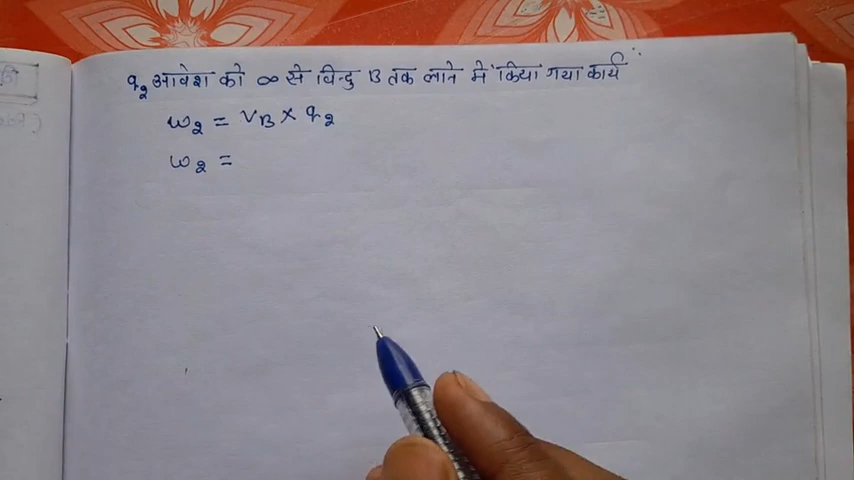 q₂ आवेश को ∞ से विन्दु B तक लाने में किया गया कार्य :
w₂ = V_B × q₂
w₂ =